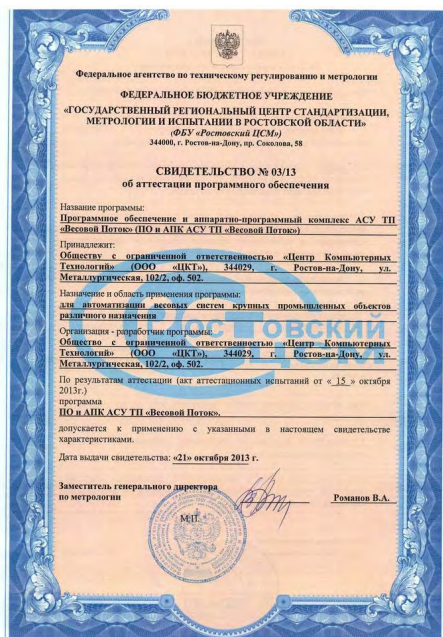 Федеральное агентство по техническому регулированию и метрологии
ФЕДЕРАЛЬНОЕ БЮДЖЕТНОЕ УЧРЕЖДЕНИЕ
«ГОСУДАРСТВЕННЫЙ РЕГИОНАЛЬНЫЙ ЦЕНТР СТАНДАРТИЗАЦИИ,
МЕТРОЛОГИИ И ИСПЫТАНИЙ В РОСТОВСКОЙ ОБЛАСТИ»
(ФБУ «Ростовский ЦСМ»)
344000, г. Ростов-на-Дону, пр. Соколова, 58
СВИДЕТЕЛЬСТВО № 03/13
об аттестации программного обеспечения
Название программы:
Программное обеспечение и аппаратно-программный комплекс АСУ ТП
«Весовой Поток» (ПО и АПК АСУ ТП «Весовой Поток»)
Принадлежит:
Обществу с ограниченной ответственностью «Центр Компьютерных
Технологий» (ООО «ЦКТ»), 344029, г. Ростов-на-Дону, ул.
Металлургическая, 102/2, оф. 502.
Назначение и область применения программы:
для автоматизации весовых систем крупных промышленных объектов
различного назначения
Организация - разработчик программы:
Общество с ограниченной ответственностью «Центр Компьютерных
Технологий» (ООО «ЦКТ»), 344029, г. Ростов-на-Дону, ул.
Металлургическая, 102/2, оф. 502.
По результатам аттестации (акт аттестационных испытаний от « 15 » октября
2013г.)
программа
ПО и АПК АСУ ТП «Весовой Поток».
допускается к применению с указанными в настоящем свидетельстве
характеристиками.
Дата выдачи свидетельства: «21» октября 2013 г.
Заместитель генерального директора
по метрологии Романов В.А.
М.П.